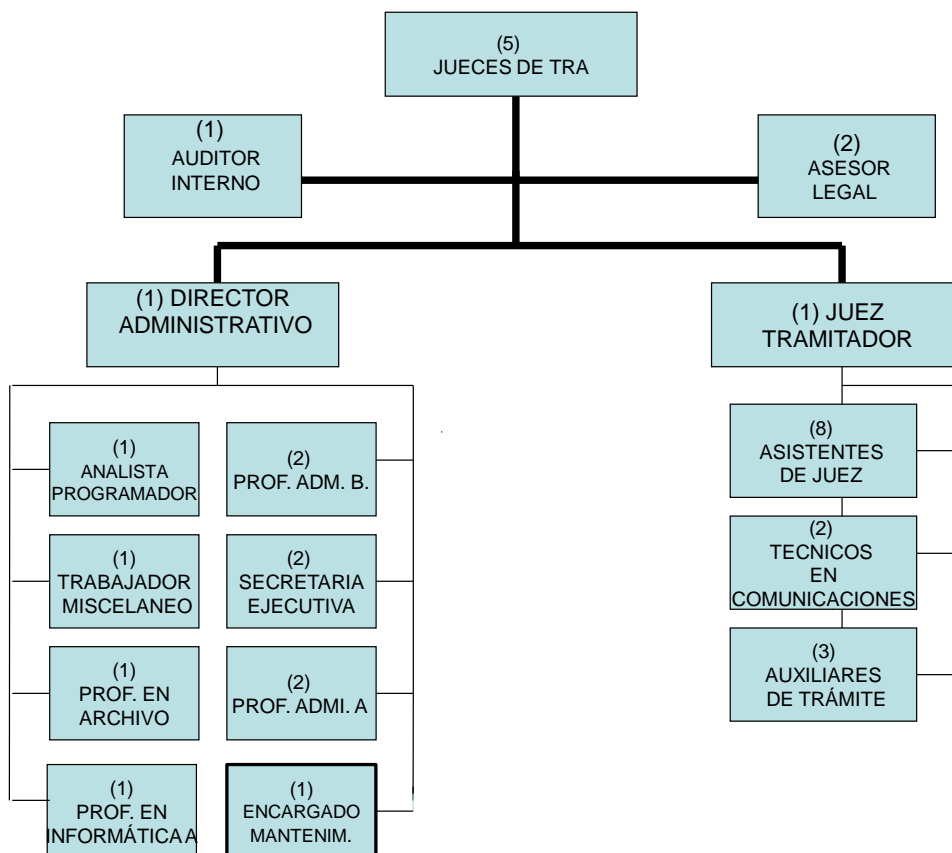 (5)
JUECES DE TRA
(1)
AUDITOR
INTERNO
(2)
ASESOR
LEGAL
(1) DIRECTOR
ADMINISTRATIVO
(1) JUEZ
TRAMITADOR
(1)
ANALISTA
PROGRAMADOR
(2)
PROF. ADM. B.
(1)
TRABAJADOR
MISCELANEO
(2)
SECRETARIA
EJECUTIVA
(1)
PROF. EN
ARCHIVO
(2)
PROF. ADMI. A
(1)
PROF. EN
INFORMÁTICA A
(1)
ENCARGADO
MANTENIM.
(8)
ASISTENTES
DE JUEZ
(2)
TECNICOS
EN
COMUNICACIONES
(3)
AUXILIARES
DE TRÁMITE